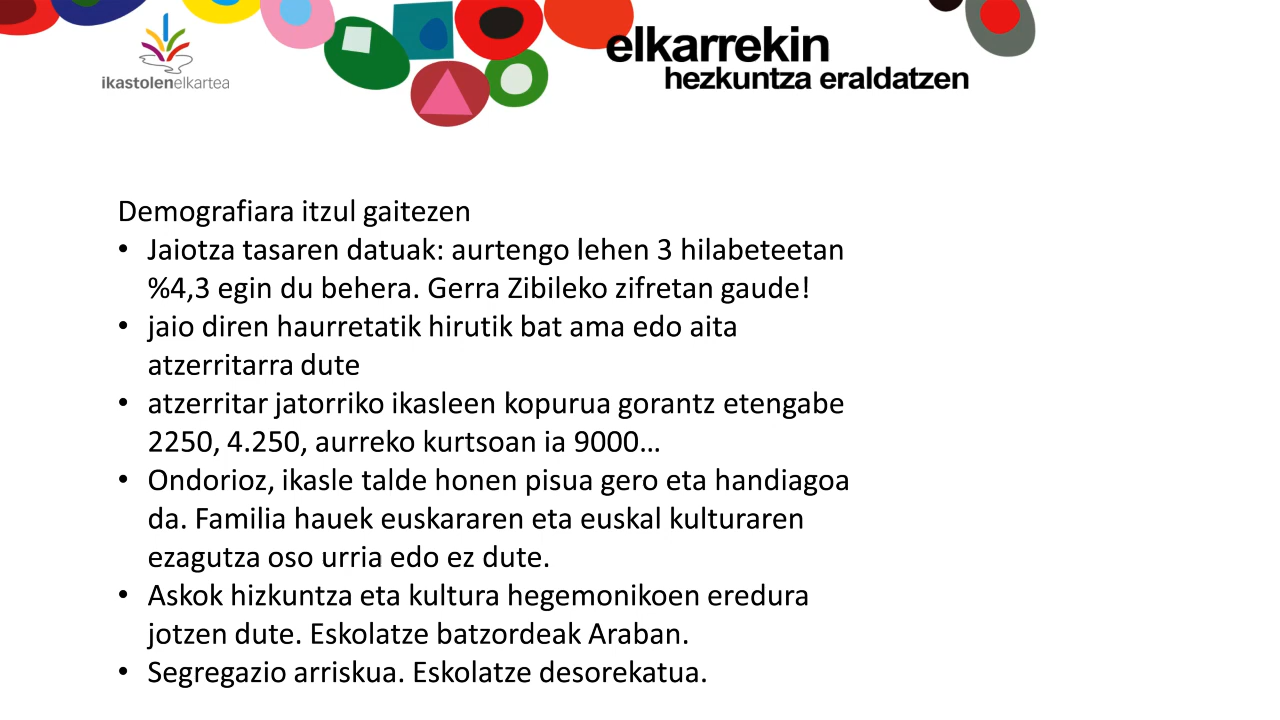 ikastolenelkartea
elkarrekin
hezkuntza eraldatzen
Demografiara itzul gaitezen
• Jaiotza tasaren datuak: aurtengo lehen 3 hilabeteetan
%4,3 egin du behera. Gerra Zibileko zifretan gaude!
• jaio diren haurretatik hirutik bat ama edo aita
atzerritarra dute
• atzerritar jatorriko ikasleen kopurua gorantz etengabe
2250, 4.250, aurreko kurtsoan ia 9000...
• Ondorioz, ikasle talde honen pisua gero eta handiagoa
da. Familia hauek euskararen eta euskal kulturaren
ezagutza oso urria edo ez dute.
• Askok hizkuntza eta kultura hegemonikoen eredura
jotzen dute. Eskolatze batzordeak Araban.
• Segregazio arriskua. Eskolatze desorekatua.